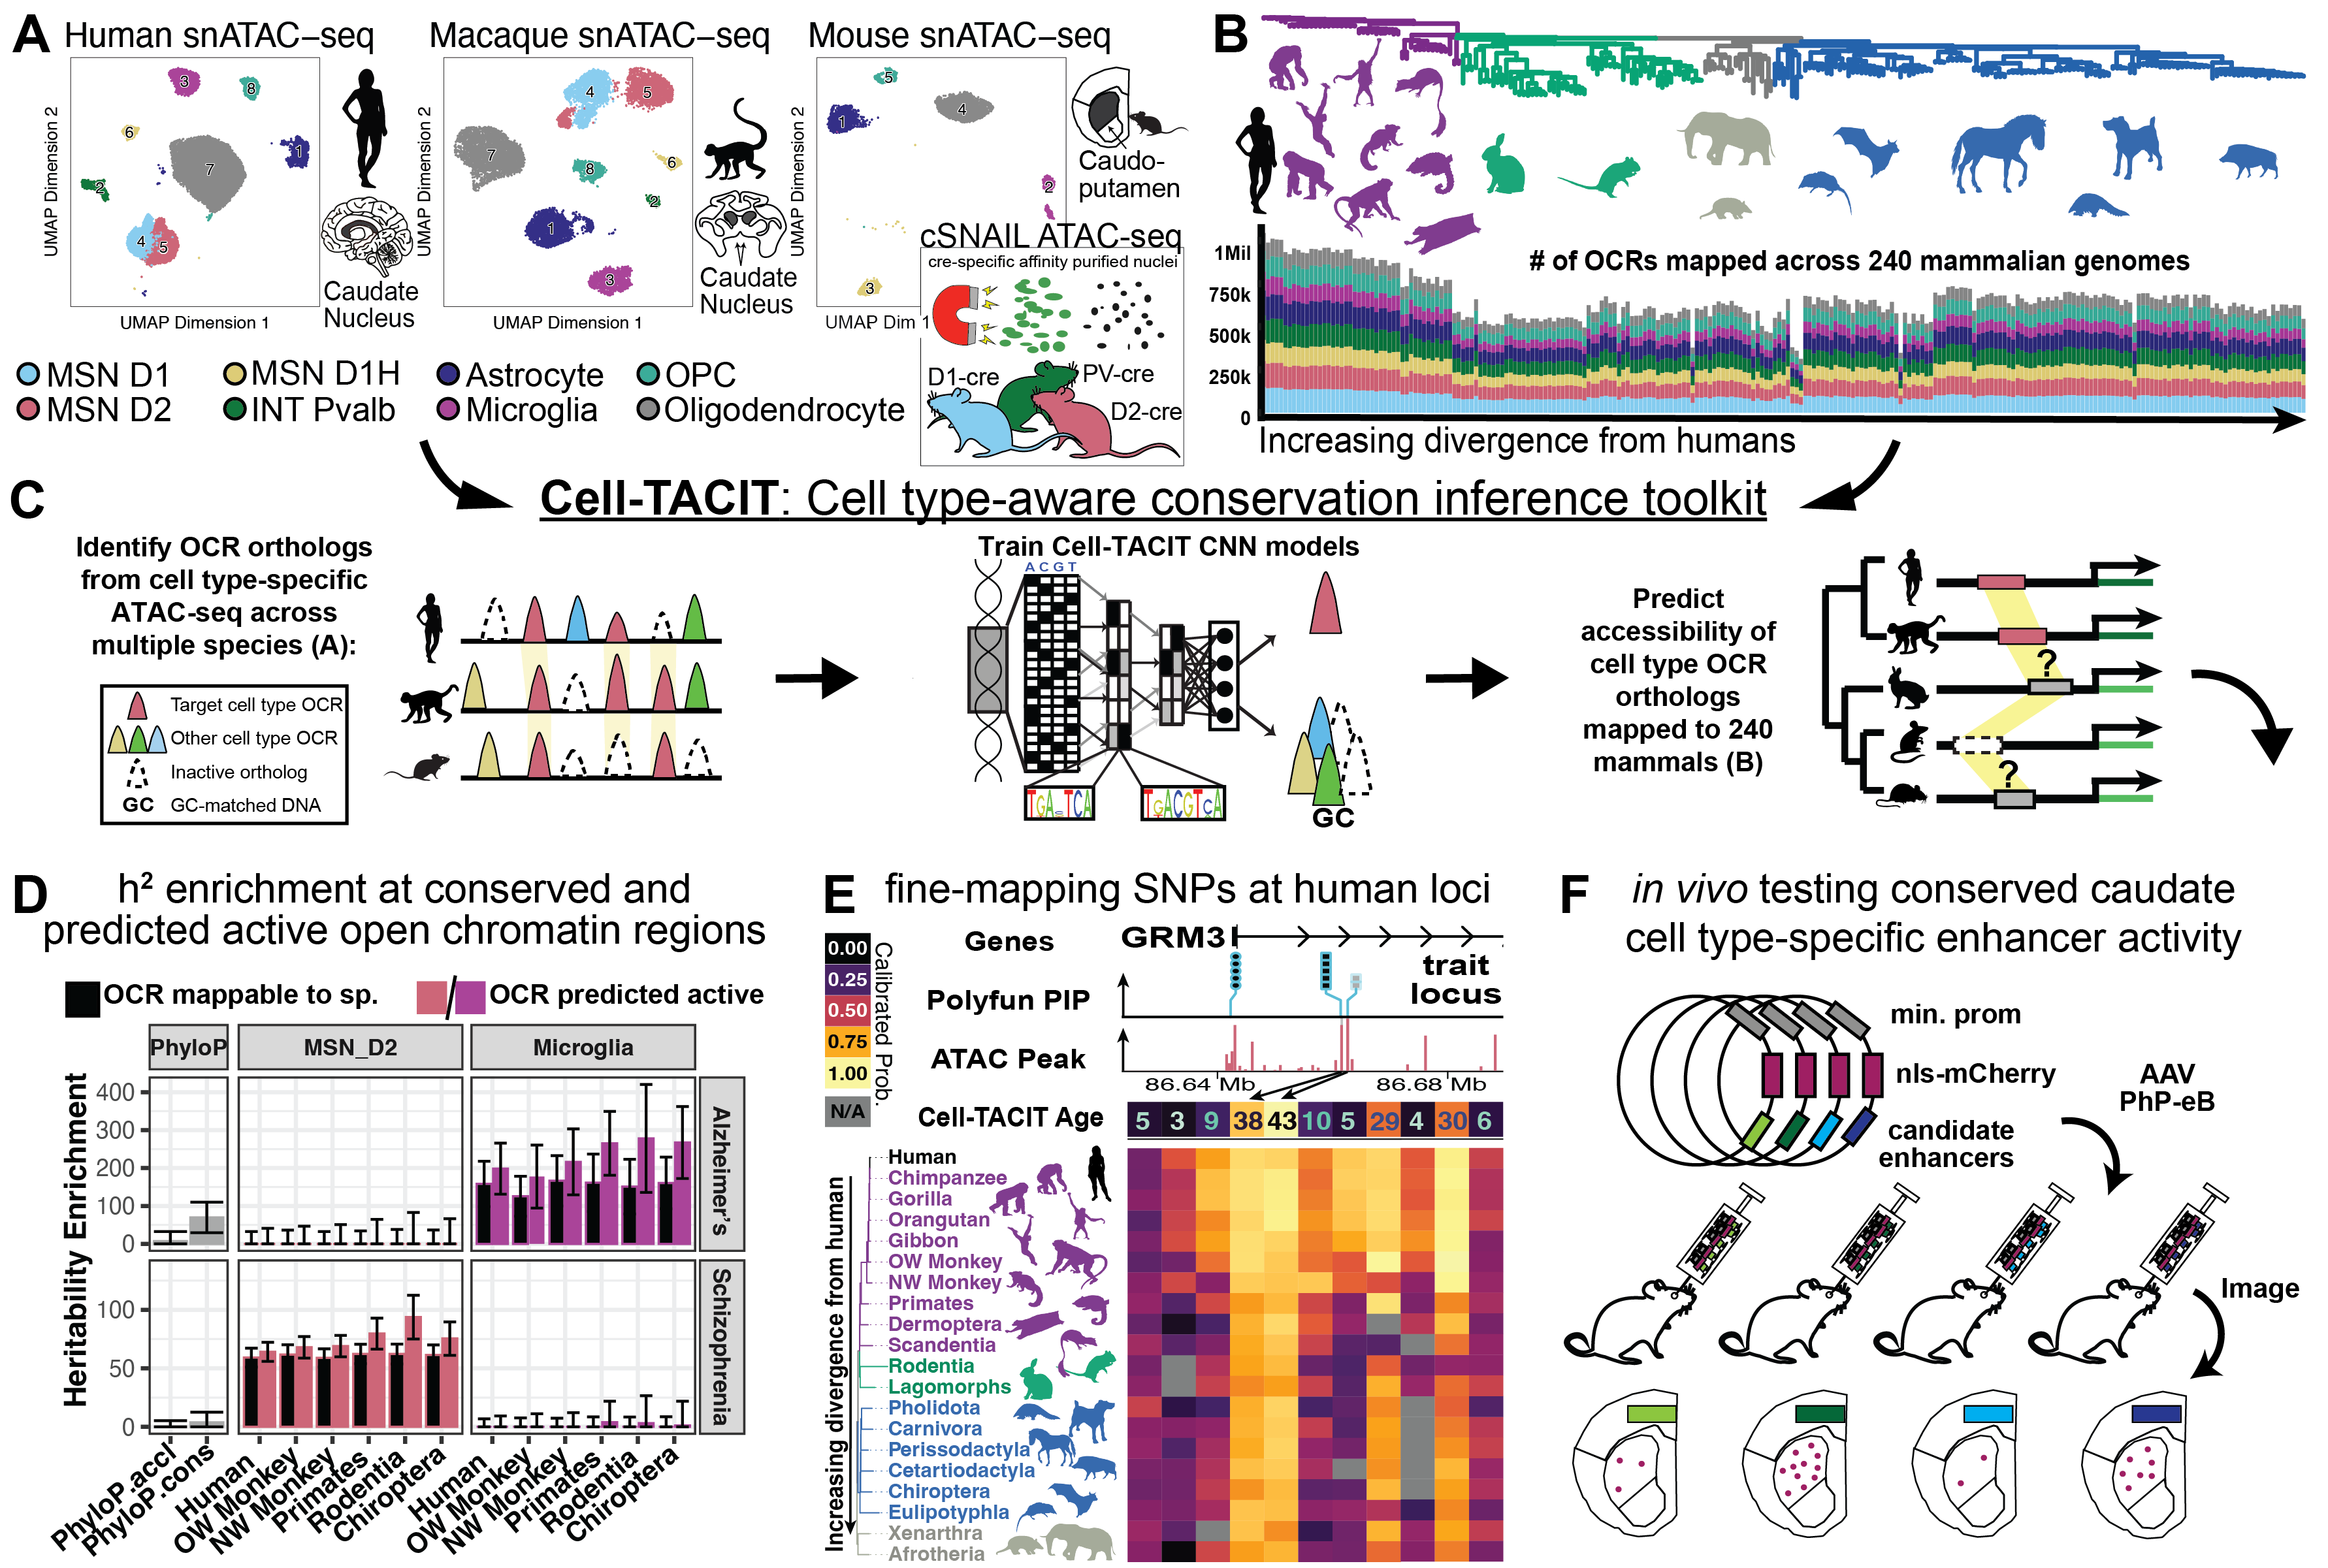 A
Human snATAC–seq
Macaque snATAC–seq
Mouse snATAC–seq
UMAP Dimension 2
3
8
6
1
7
2
4
5
UMAP Dimension 1
Caudate
Nucleus
UMAP Dimension 2
4
5
7
8
6
2
1
3
UMAP Dimension 1
Caudate
Nucleus
UMAP Dimension 2
5
1
4
2
3
UMAP Dim 1
Caudo-
putamen
cSNAIL ATAC-seq
cre-specific affinity purified nuclei
D1-cre
PV-cre
D2-cre
MSN D1
MSN D1H
Astrocyte
OPC
MSN D2
INT Pvalb
Microglia
Oligodendrocyte
B
# of OCRs mapped across 240 mammalian genomes
1Mil
750k
500k
250k
0
Increasing divergence from humans
C
Cell-TACIT: Cell type-aware conservation inference toolkit
Identify OCR orthologs
from cell type-specific
ATAC-seq across
multiple species (A):
Target cell type OCR
Other cell type OCR
Inactive ortholog
GC GC-matched DNA
Train Cell-TACIT CNN models
A C G T
TGA TCA
TGACGTCA
GC
Predict
accessibility of
cell type OCR
orthologs
mapped to 240
mammals (B)
?
?
D
h² enrichment at conserved and
predicted active open chromatin regions
OCR mappable to sp.
/
OCR predicted active
PhyloP
MSN_D2
Microglia
Heritability Enrichment
400
300
200
100
0
Alzheimer's
100
50
0
Schizophrenia
PhyloP.accl
PhyloP.cons
Human
OW Monkey
NW Monkey
Primates
Rodentia
Chiroptera
Human
OW Monkey
NW Monkey
Primates
Rodentia
Chiroptera
E
fine-mapping SNPs at human loci
0.00
0.25
0.50
0.75
1.00
N/A
Calibrated Prob.
Genes
GRM3
trait
locus
Polyfun PIP
ATAC Peak
86.64 Mb
86.68 Mb
Cell-TACIT Age
5 3 9 38 43 10 5 29 4 30 6
Increasing divergence from human
Human
Chimpanzee
Gorilla
Orangutan
Gibbon
OW Monkey
NW Monkey
Primates
Dermoptera
Scandentia
Rodentia
Lagomorphs
Pholidota
Carnivora
Perissodactyla
Cetartiodactyla
Chiroptera
Eulipotyphla
Xenarthra
Afrotheria
F
in vivo testing conserved caudate
cell type-specific enhancer activity
min. prom
nls-mCherry
candidate
enhancers
AAV
PhP-eB
Image